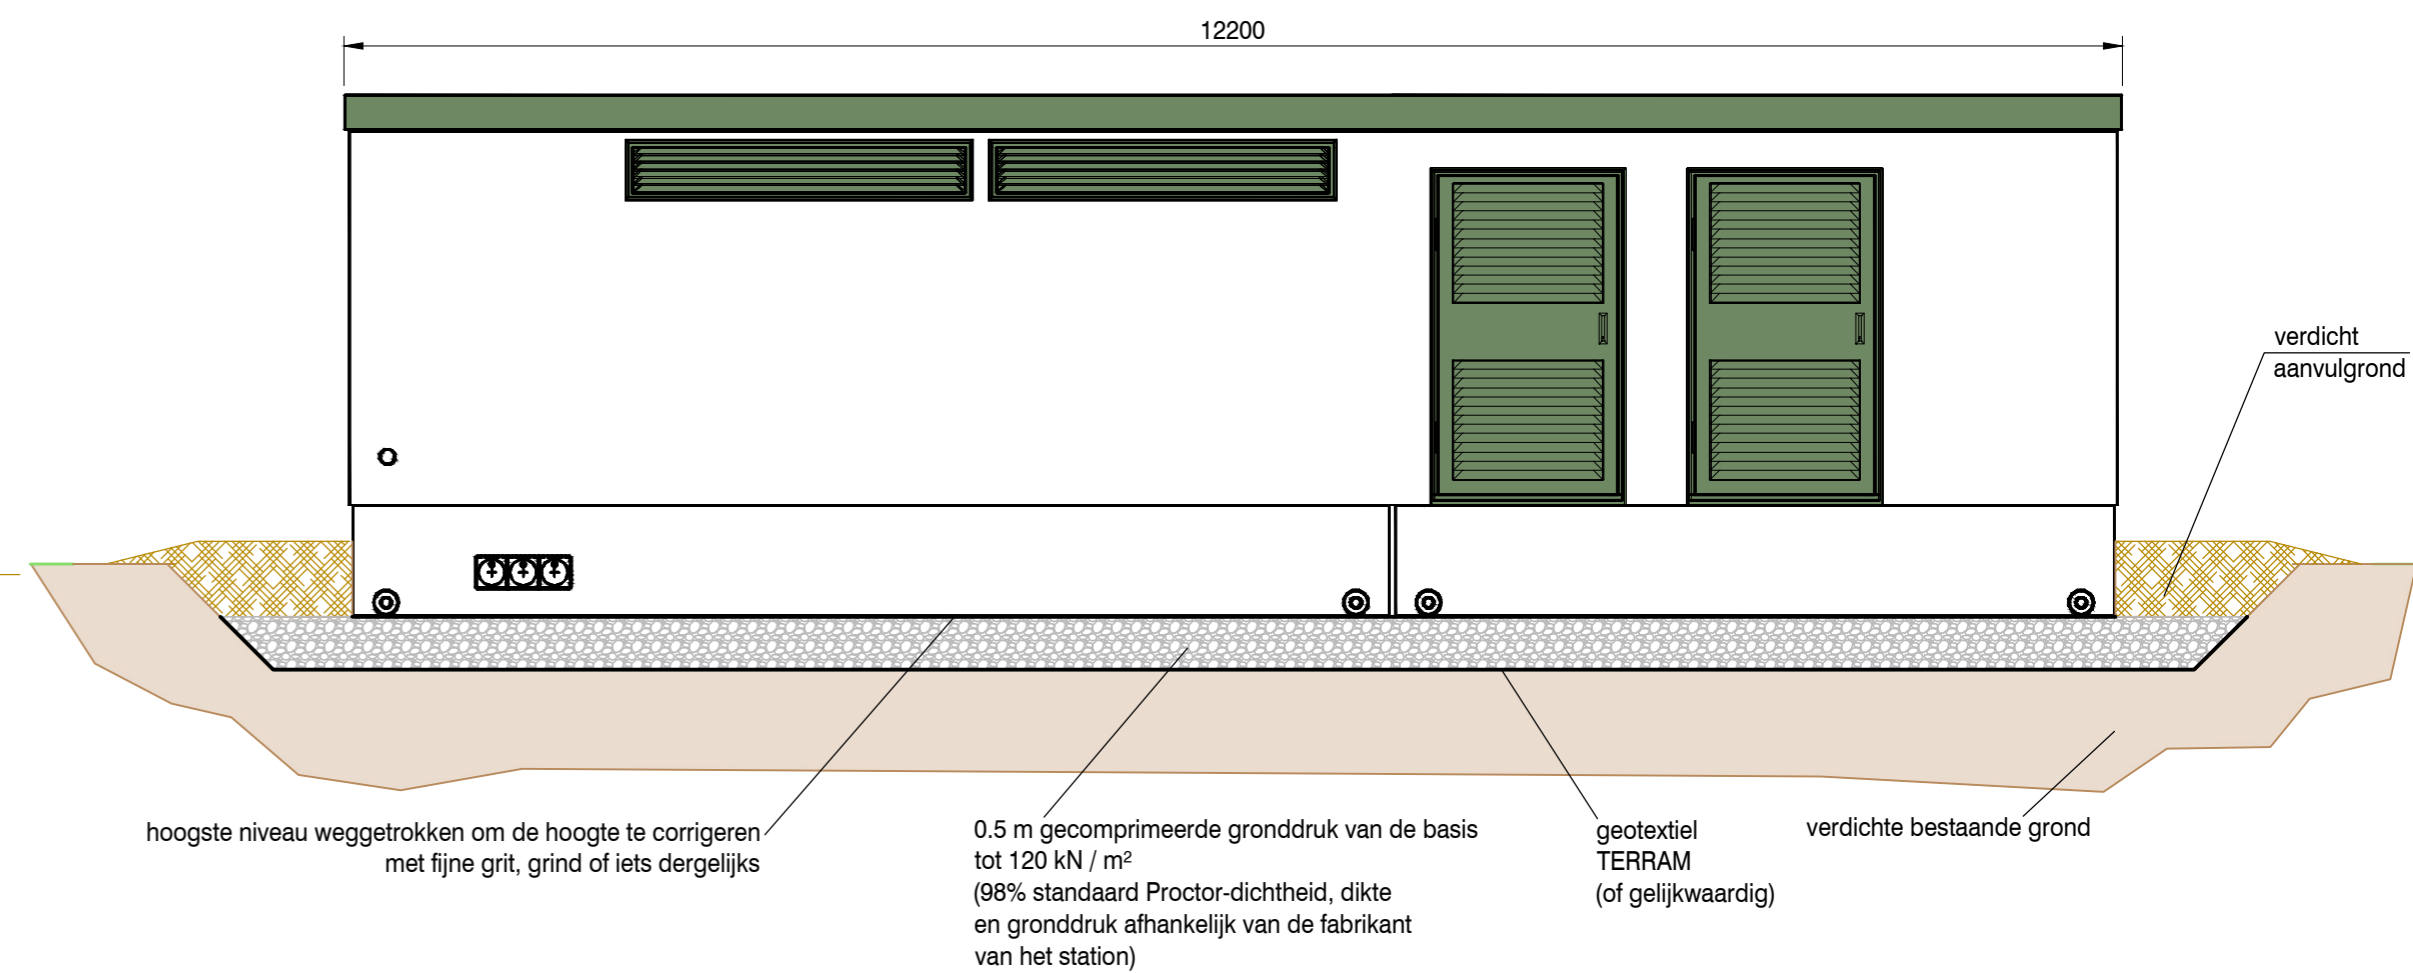 12200
verdicht
aanvulgrond
hoogste niveau weggetrokken om de hoogte te corrigeren
met fijne grit, grind of iets dergelijks
0.5 m gecomprimeerde gronddruk van de basis
tot 120 kN / m²
(98% standaard Proctor-dichtheid, dikte
en gronddruk afhankelijk van de fabrikant
van het station)
geotextiel
TERRAM
(of gelijkwaardig)
verdichte bestaande grond